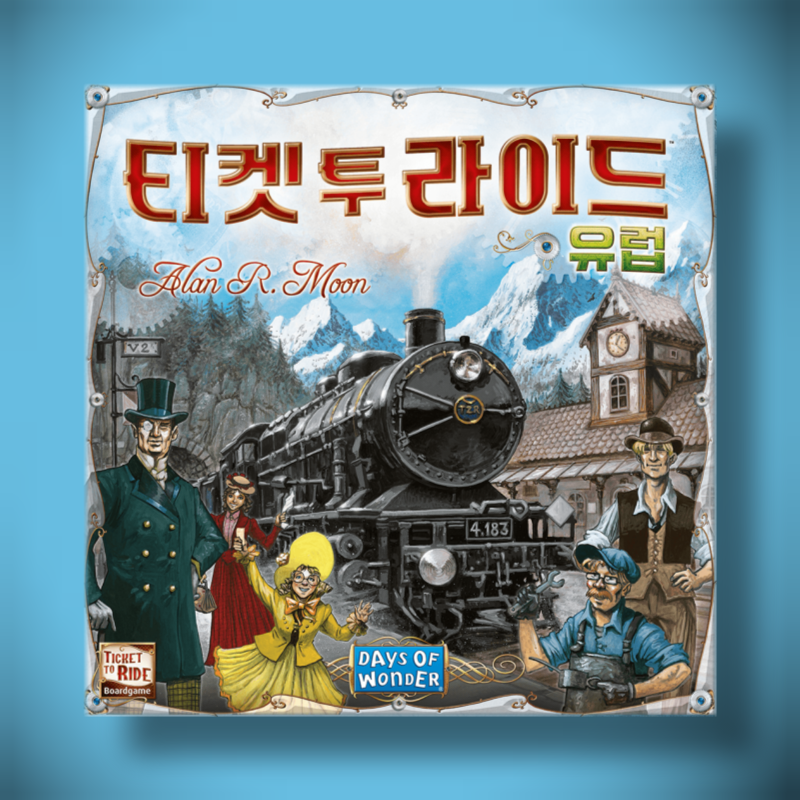 티켓 투 라이드
유럽
Alan R. Moon
V2
TZR
4.183
TICKET
TO RIDE
Boardgame
DAYS OF
WONDER